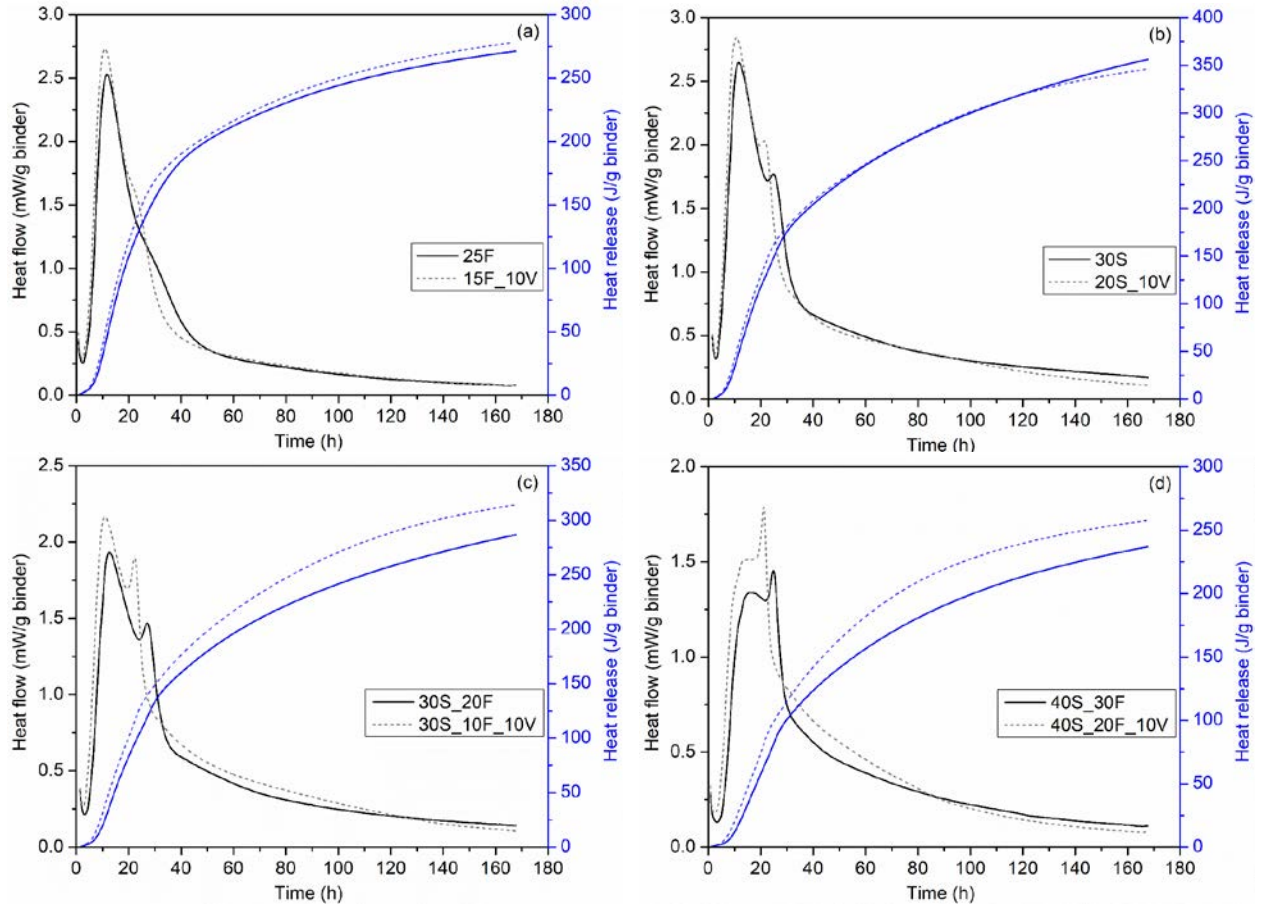 (a)
Heat flow (mW/g binder)
3.0
2.5
2.0
1.5
1.0
0.5
0.0
300
250
200
150
100
50
0
Heat release (J/g binder)
25F
15F_10V
0 20 40 60 80 100 120 140 160 180
Time (h)
(b)
Heat flow (mW/g binder)
3.0
2.5
2.0
1.5
1.0
0.5
0.0
400
350
300
250
200
150
100
50
0
Heat release (J/g binder)
30S
20S_10V
0 20 40 60 80 100 120 140 160 180
Time (h)
(c)
Heat flow (mW/g binder)
2.5
2.0
1.5
1.0
0.5
0.0
350
300
250
200
150
100
50
0
Heat release (J/g binder)
30S_20F
30S_10F_10V
0 20 40 60 80 100 120 140 160 180
Time (h)
(d)
Heat flow (mW/g binder)
2.0
1.5
1.0
0.5
0.0
300
250
200
150
100
50
0
Heat release (J/g binder)
40S_30F
40S_20F_10V
0 20 40 60 80 100 120 140 160 180
Time (h)